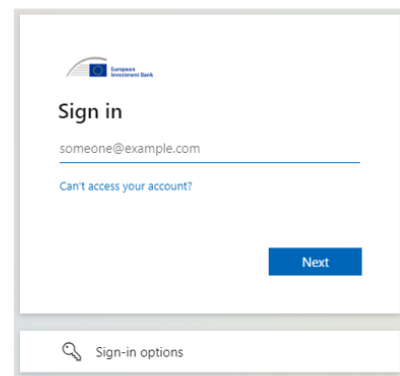 European
Investment Bank
Sign in
someone@example.com
Can't access your account?
Next
Sign-in options